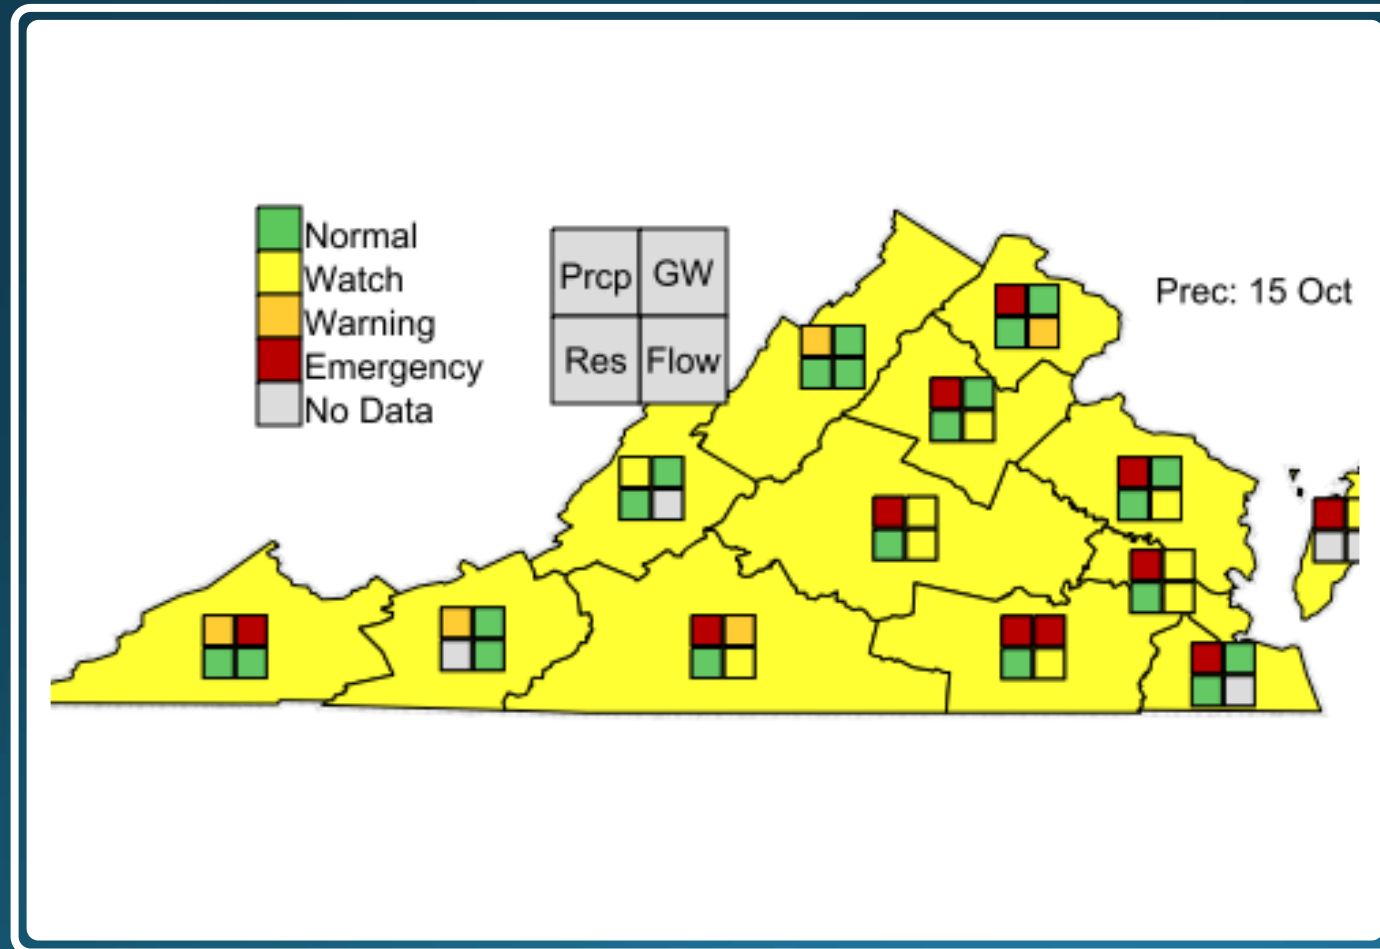 Normal
Watch
Warning
Emergency
No Data
Prcp GW
Res Flow
Prec: 15 Oct